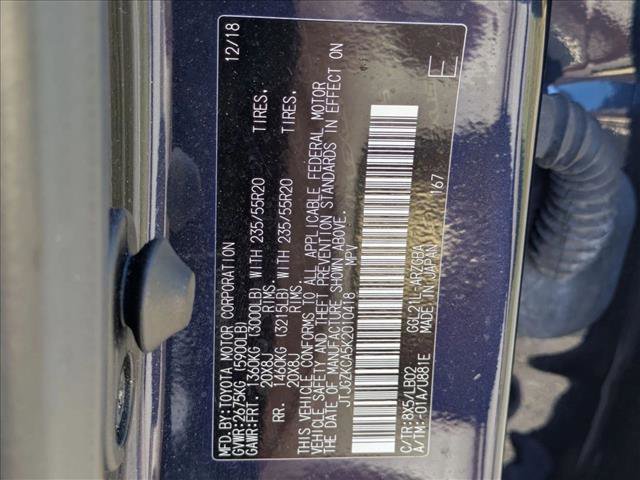 MFD.BY:TOYOTA MOTOR CORPORATION 12/18
GVWR:2675KG (5900LB)
GAWR:FRT. 1360KG (3000LB) WITH 235/55R20 TIRES,
20X8J RIMS.
RR. 1458KG (3215LB) WITH 235/55R20 TIRES,
20X8J RIMS.
THIS VEHICLE CONFORMS TO ALL APPLICABLE FEDERAL MOTOR
VEHICLE SAFETY AND THEFT PREVENTION STANDARDS IN EFFECT ON
THE DATE OF MANUFACTURE SHOWN ABOVE.
JTJGZKCA5K2010418 MPV
E
C/TR:8X5/LB02 GGL21L-ARZGBA
A/TM:-01A/U881E MADE IN JAPAN 167